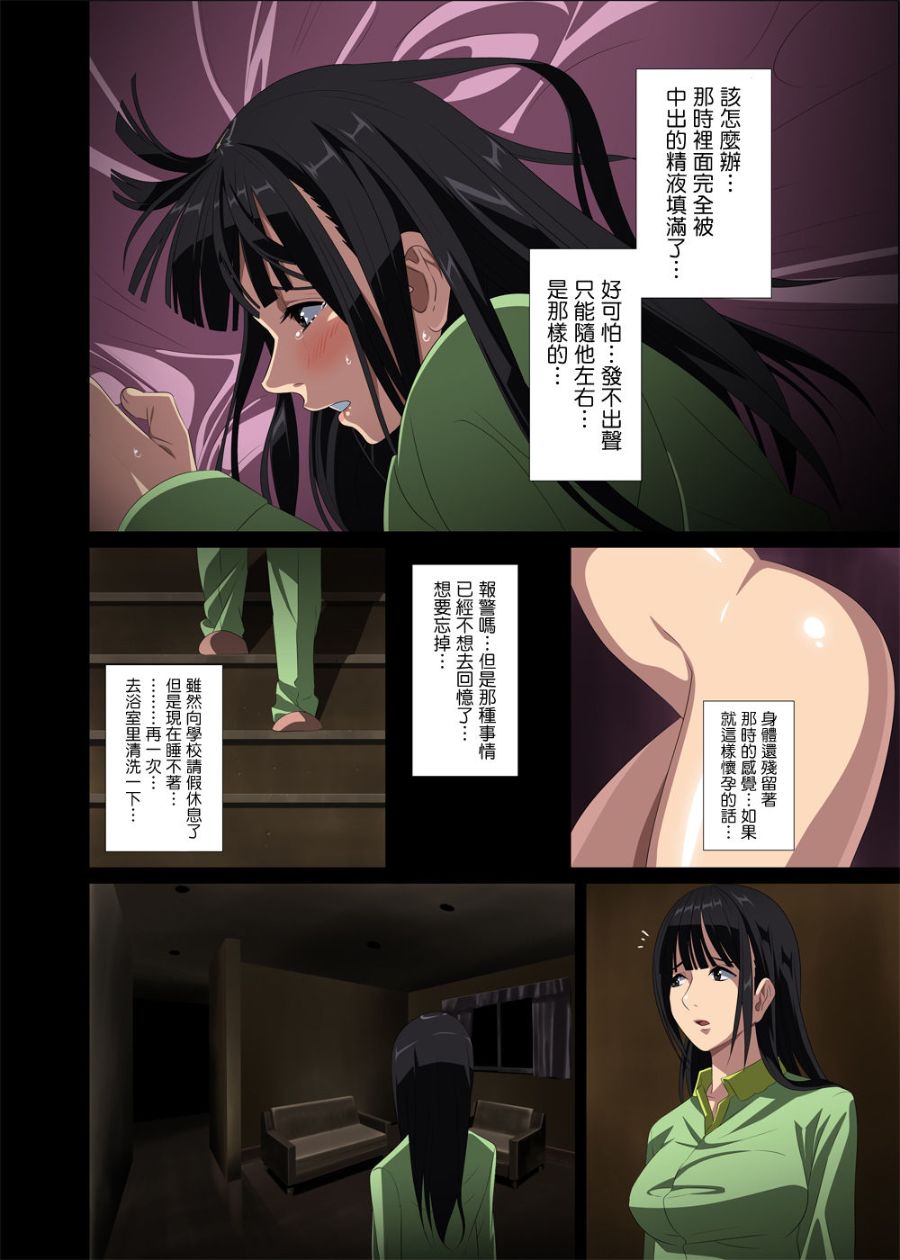 該怎麼辦…
那時裡面完全被
中出的精液填滿了…
好可怕…發不出聲
只能隨他左右…
是那樣的…
身體還殘留著
那時的感覺…如果
就這樣懷孕的話…
報警嗎…但是那種事情
已經不想去回憶了…
想要忘掉…
雖然向學校請假休息了
但是現在睡不著…
………再一次…
去浴室里清洗一下…